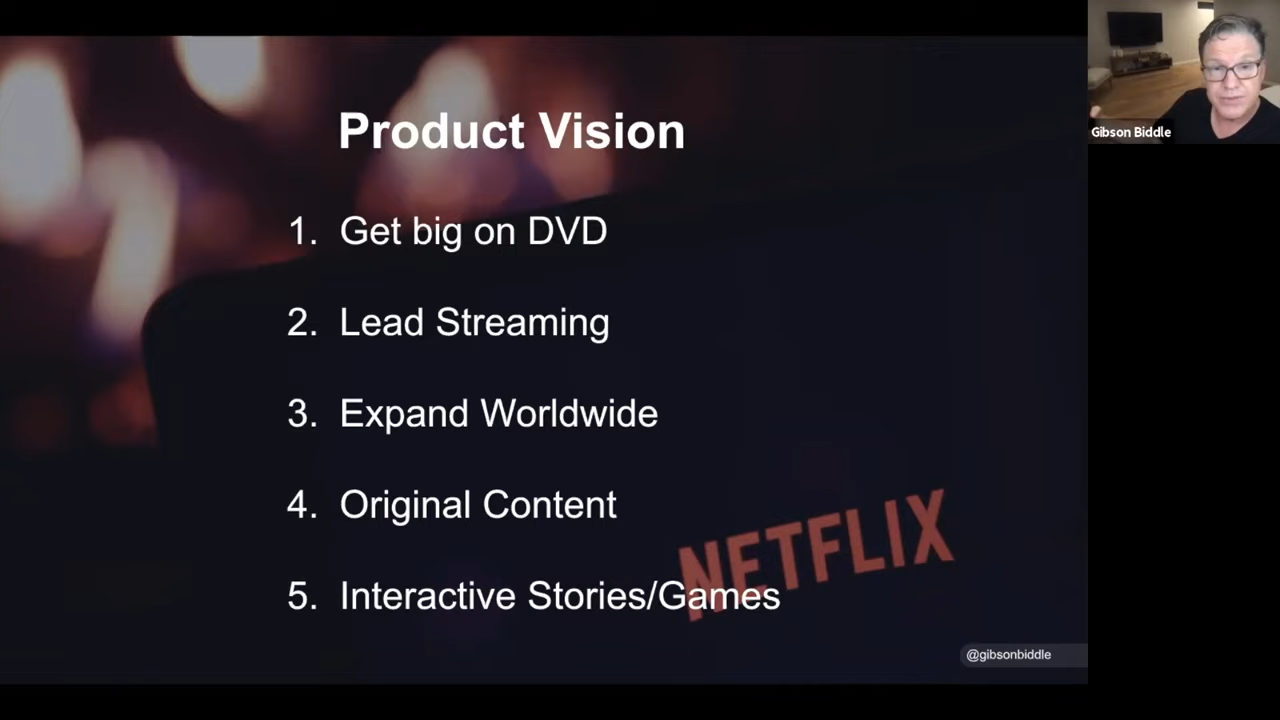 Product Vision
1. Get big on DVD
2. Lead Streaming
3. Expand Worldwide
4. Original Content
5. Interactive Stories/Games
NETFLIX
@gibsonbiddle
Gibson Biddle